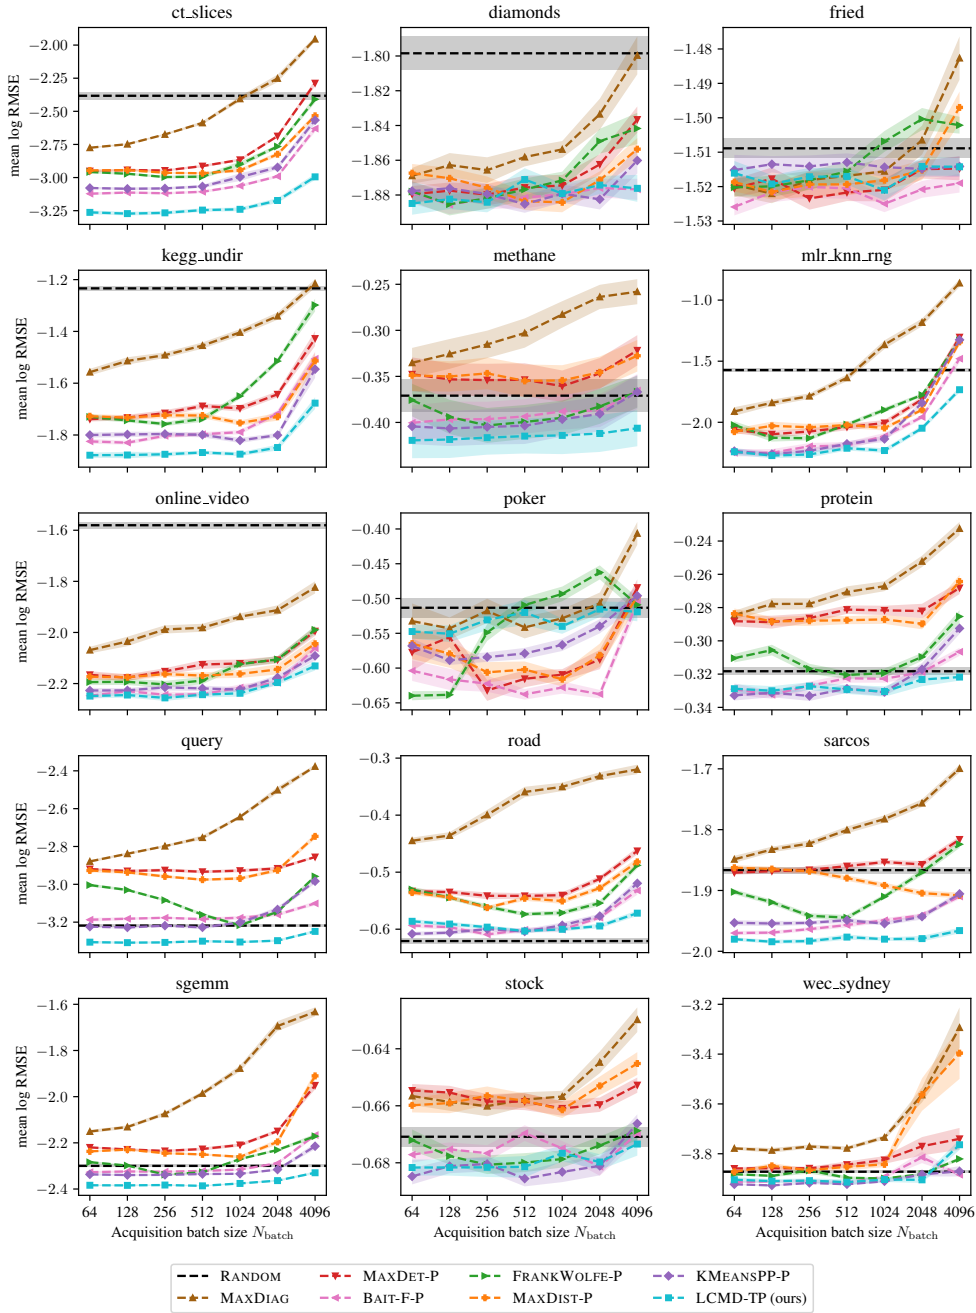 ct_slices
diamonds
fried
mean log RMSE
−2.00
−2.25
−2.50
−2.75
−3.00
−3.25
−1.80
−1.82
−1.84
−1.86
−1.88
−1.48
−1.49
−1.50
−1.51
−1.52
−1.53
kegg_undir
methane
mlr_knn_rng
mean log RMSE
−1.2
−1.4
−1.6
−1.8
−0.25
−0.30
−0.35
−0.40
−1.0
−1.5
−2.0
online_video
poker
protein
mean log RMSE
−1.6
−1.8
−2.0
−2.2
−0.40
−0.45
−0.50
−0.55
−0.60
−0.65
−0.24
−0.26
−0.28
−0.30
−0.32
−0.34
query
road
sarcos
mean log RMSE
−2.4
−2.6
−2.8
−3.0
−3.2
−0.3
−0.4
−0.5
−0.6
−1.7
−1.8
−1.9
−2.0
sgemm
stock
wec_sydney
mean log RMSE
−1.6
−1.8
−2.0
−2.2
−2.4
−0.64
−0.66
−0.68
−3.2
−3.4
−3.6
−3.8
64 128 256 512 1024 2048 4096
64 128 256 512 1024 2048 4096
64 128 256 512 1024 2048 4096
Acquisition batch size N_batch
Acquisition batch size N_batch
Acquisition batch size N_batch
RANDOM MAXDET-P FRANKWOLFE-P KMEANSPP-P
MAXDIAG BAIT-F-P MAXDIST-P LCMD-TP (ours)